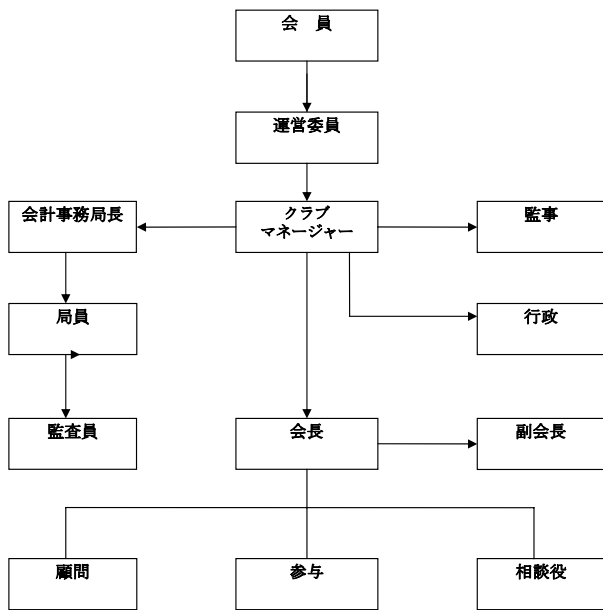 会　員
運営委員
会計事務局長
クラブ
マネージャー
監事
局員
行政
監査員
会長
副会長
顧問
参与
相談役